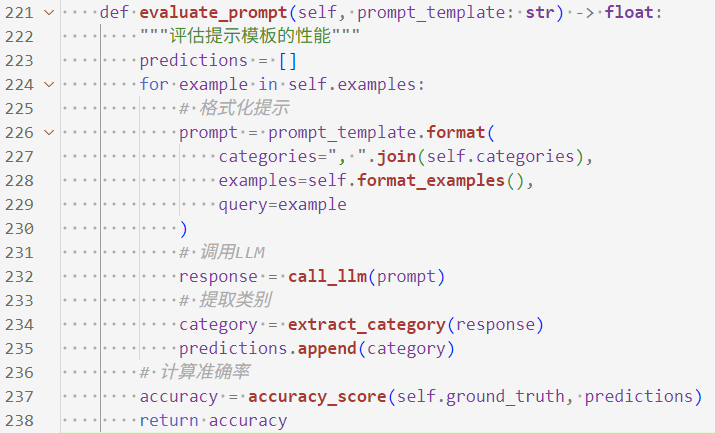 221 def evaluate_prompt(self, prompt_template: str) -> float:
222 """评估提示模板的性能"""
223 predictions = []
224 for example in self.examples:
225 # 格式化提示
226 prompt = prompt_template.format(
227 categories=", ".join(self.categories),
228 examples=self.format_examples(),
229 query=example
230 )
231 # 调用LLM
232 response = call_llm(prompt)
233 # 提取类别
234 category = extract_category(response)
235 predictions.append(category)
236 # 计算准确率
237 accuracy = accuracy_score(self.ground_truth, predictions)
238 return accuracy